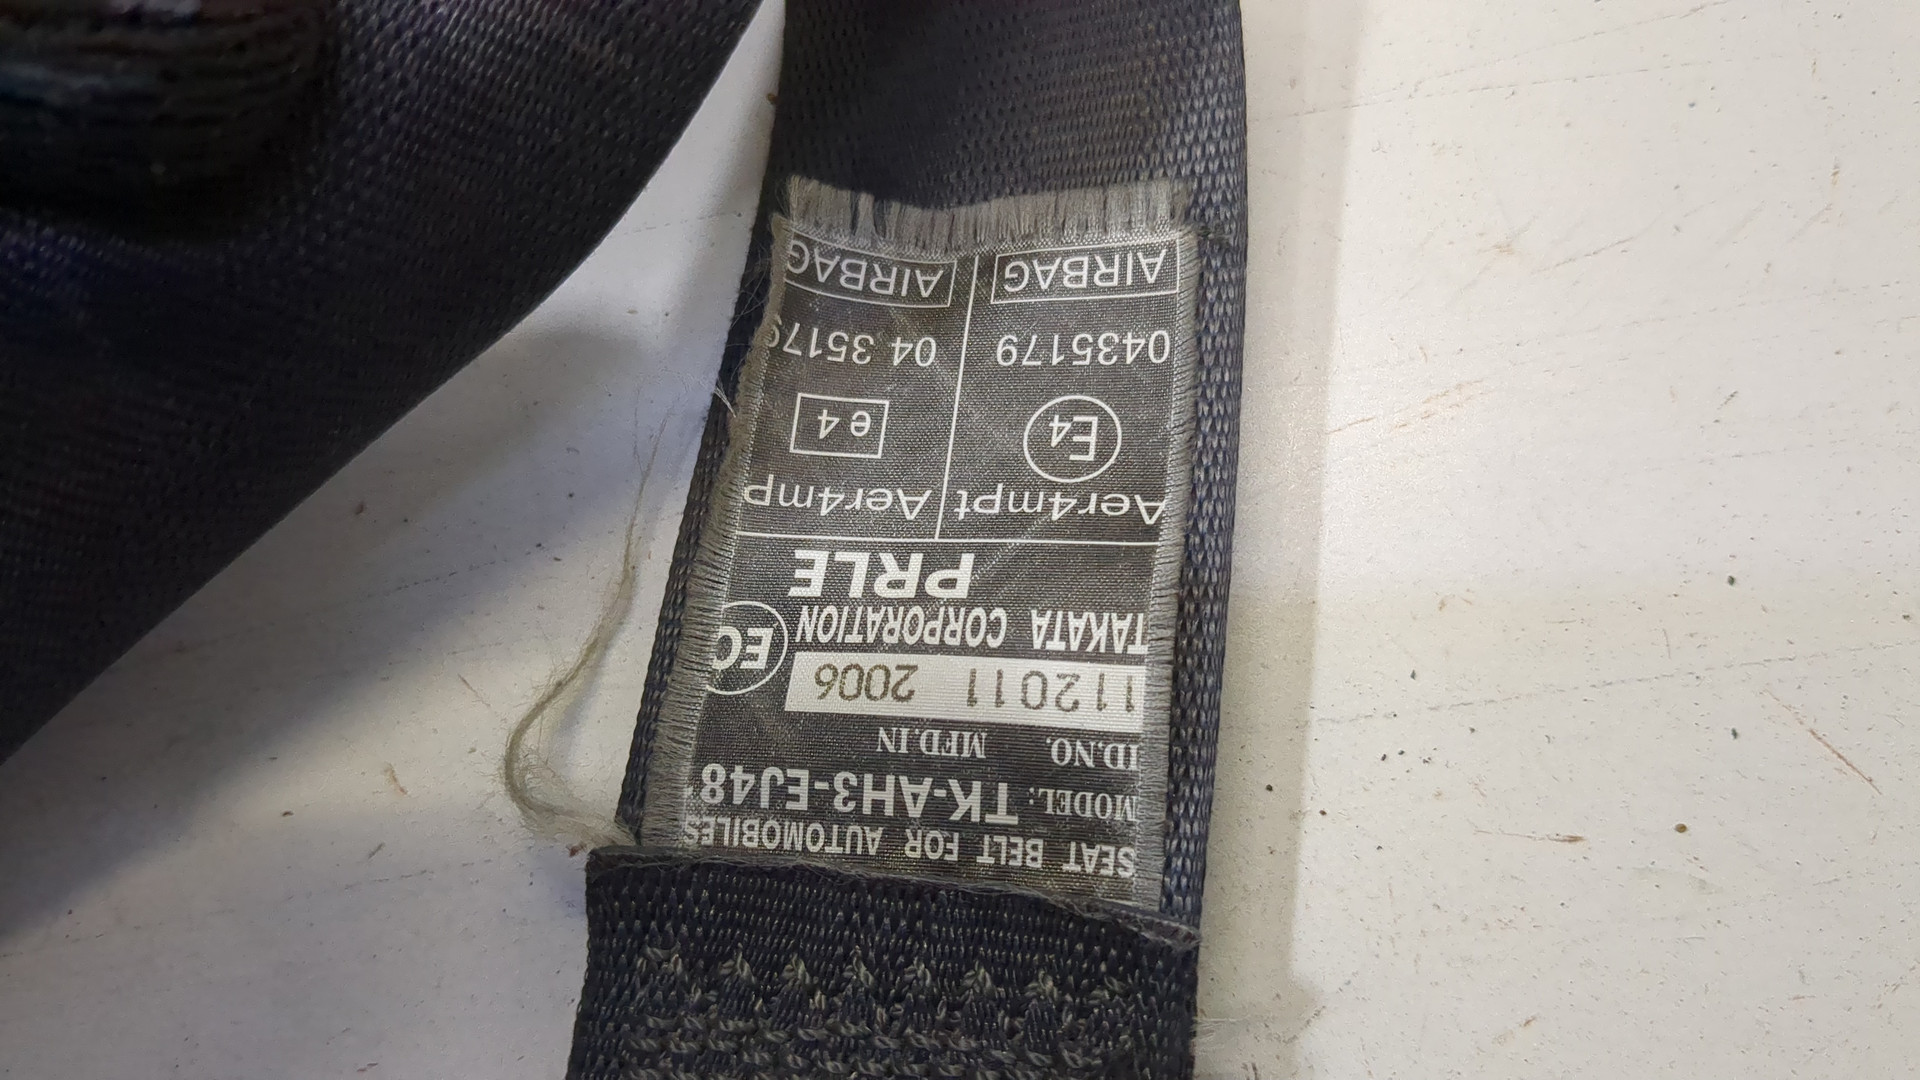 SEAT BELT FOR AUTOMOBILES
MODEL: TK-AH3-EJ48
ID.NO. MFD.IN
112011 2006
TAKATA CORPORATION EC
PRLE
Aer4mpt Aer4mp
E4 e4
0435179 04 35179
AIRBAG AIRBAG